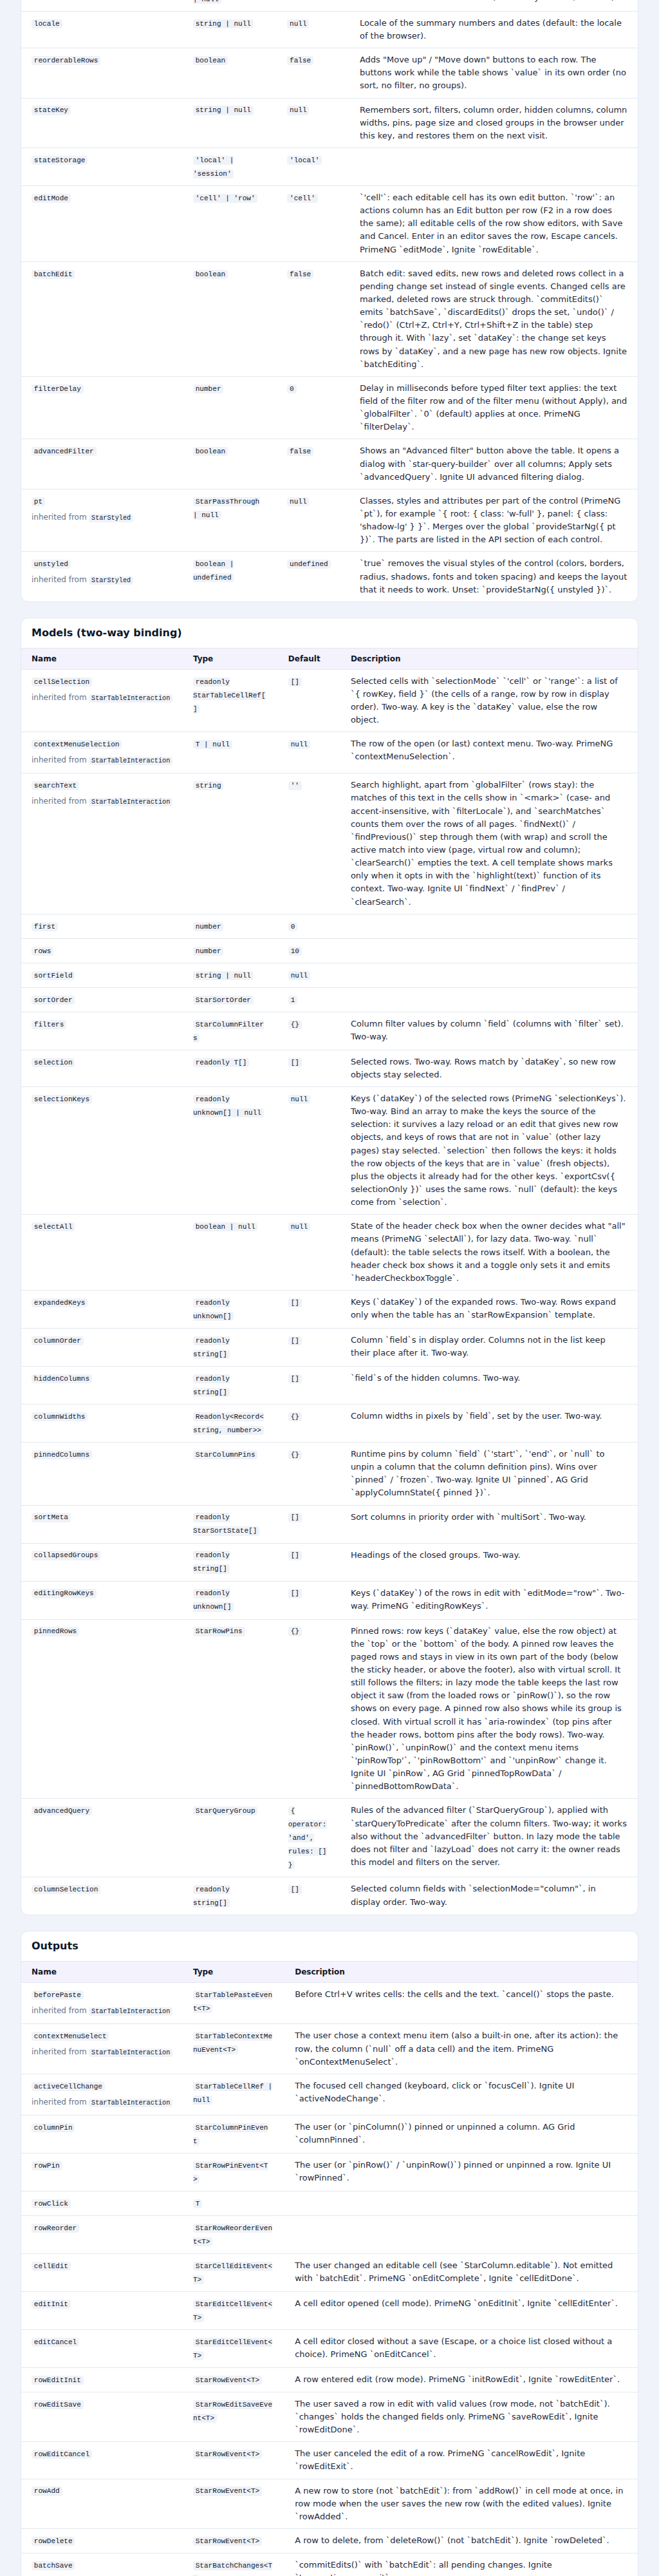 locale string | null null Locale of the summary numbers and dates (default: the locale
of the browser).
reorderableRows boolean false Adds "Move up" / "Move down" buttons to each row. The
buttons work while the table shows `value` in its own order (no
sort, no filter, no groups).
stateKey string | null null Remembers sort, filters, column order, hidden columns, column
widths, pins, page size and closed groups in the browser under
this key, and restores them on the next visit.
stateStorage 'local' | 'local'
'session'
editMode 'cell' | 'row' 'cell' `'cell'`: each editable cell has its own edit button. `'row'`: an
actions column has an Edit button per row (F2 in a row does
the same); all editable cells of the row show editors, with Save
and Cancel. Enter in an editor saves the row, Escape cancels.
PrimeNG `editMode`, Ignite `rowEditable`.
batchEdit boolean false Batch edit: saved edits, new rows and deleted rows collect in a
pending change set instead of single events. Changed cells are
marked, deleted rows are struck through. `commitEdits()`
emits `batchSave`, `discardEdits()` drops the set, `undo()` /
`redo()` (Ctrl+Z, Ctrl+Y, Ctrl+Shift+Z in the table) step
through it. With `lazy`, set `dataKey`: the change set keys
rows by `dataKey`, and a new page has new row objects. Ignite
`batchEditing`.
filterDelay number 0 Delay in milliseconds before typed filter text applies: the text
field of the filter row and of the filter menu (without Apply), and
`globalFilter`. `0` (default) applies at once. PrimeNG
`filterDelay`.
advancedFilter boolean false Shows an "Advanced filter" button above the table. It opens a
dialog with `star-query-builder` over all columns; Apply sets
`advancedQuery`. Ignite UI advanced filtering dialog.
pt StarPassThrough null Classes, styles and attributes per part of the control (PrimeNG
inherited from StarStyled | null `pt`), for example `{ root: { class: 'w-full' }, panel: { class:
'shadow-lg' } }`. Merges over the global `provideStarNg({ pt
})`. The parts are listed in the API section of each control.
unstyled boolean | undefined `true` removes the visual styles of the control (colors, borders,
inherited from StarStyled undefined radius, shadows, fonts and token spacing) and keeps the layout
that it needs to work. Unset: `provideStarNg({ unstyled })`.
Models (two-way binding)
Name Type Default Description
cellSelection readonly [] Selected cells with `selectionMode` `'cell'` or `'range'`: a list of
inherited from StarTableInteraction StarTableCellRef[ `{ rowKey, field }` (the cells of a range, row by row in display
] order). Two-way. A key is the `dataKey` value, else the row
object.
contextMenuSelection T | null null The row of the open (or last) context menu. Two-way. PrimeNG
inherited from StarTableInteraction `contextMenuSelection`.
searchText string '' Search highlight, apart from `globalFilter` (rows stay): the
inherited from StarTableInteraction matches of this text in the cells show in `<mark>` (case- and
accent-insensitive, with `filterLocale`), and `searchMatches`
counts them over the rows of all pages. `findNext()` /
`findPrevious()` step through them (with wrap) and scroll the
active match into view (page, virtual row and column);
`clearSearch()` empties the text. A cell template shows marks
only when it opts in with the `highlight(text)` function of its
context. Two-way. Ignite UI `findNext` / `findPrev` /
`clearSearch`.
first number 0
rows number 10
sortField string | null null
sortOrder StarSortOrder 1
filters StarColumnFilter {} Column filter values by column `field` (columns with `filter` set).
s Two-way.
selection readonly T[] [] Selected rows. Two-way. Rows match by `dataKey`, so new row
objects stay selected.
selectionKeys readonly null Keys (`dataKey`) of the selected rows (PrimeNG `selectionKeys`).
unknown[] | null Two-way. Bind an array to make the keys the source of the
selection: it survives a lazy reload or an edit that gives new row
objects, and keys of rows that are not in `value` (other lazy
pages) stay selected. `selection` then follows the keys: it holds
the row objects of the keys that are in `value` (fresh objects),
plus the objects it already had for the other keys. `exportCsv({
selectionOnly })` uses the same rows. `null` (default): the keys
come from `selection`.
selectAll boolean | null null State of the header check box when the owner decides what "all"
means (PrimeNG `selectAll`), for lazy data. Two-way. `null`
(default): the table selects the rows itself. With a boolean, the
header check box shows it and a toggle only sets it and emits
`headerCheckboxToggle`.
expandedKeys readonly [] Keys (`dataKey`) of the expanded rows. Two-way. Rows expand
unknown[] only when the table has an `starRowExpansion` template.
columnOrder readonly [] Column `field`s in display order. Columns not in the list keep
string[] their place after it. Two-way.
hiddenColumns readonly [] `field`s of the hidden columns. Two-way.
string[]
columnWidths Readonly<Record< {} Column widths in pixels by `field`, set by the user. Two-way.
string, number>>
pinnedColumns StarColumnPins {} Runtime pins by column `field` (`'start'`, `'end'`, or `null` to
unpin a column that the column definition pins). Wins over
`pinned` / `frozen`. Two-way. Ignite UI `pinned`, AG Grid
`applyColumnState({ pinned })`.
sortMeta readonly [] Sort columns in priority order with `multiSort`. Two-way.
StarSortState[]
collapsedGroups readonly [] Headings of the closed groups. Two-way.
string[]
editingRowKeys readonly [] Keys (`dataKey`) of the rows in edit with `editMode="row"`. Two-
unknown[] way. PrimeNG `editingRowKeys`.
pinnedRows StarRowPins {} Pinned rows: row keys (`dataKey` value, else the row object) at
the `top` or the `bottom` of the body. A pinned row leaves the
paged rows and stays in view in its own part of the body (below
the sticky header, or above the footer), also with virtual scroll. It
still follows the filters; in lazy mode the table keeps the last row
object it saw (from the loaded rows or `pinRow()`), so the row
shows on every page. A pinned row also shows while its group is
closed. With virtual scroll it has `aria-rowindex` (top pins after
the header rows, bottom pins after the body rows). Two-way.
`pinRow()`, `unpinRow()` and the context menu items
`'pinRowTop'`, `'pinRowBottom'` and `'unpinRow'` change it.
Ignite UI `pinRow`, AG Grid `pinnedTopRowData` /
`pinnedBottomRowData`.
advancedQuery StarQueryGroup { Rules of the advanced filter (`StarQueryGroup`), applied with
operator: `starQueryToPredicate` after the column filters. Two-way; it works
'and', also without the `advancedFilter` button. In lazy mode the table
rules: [] does not filter and `lazyLoad` does not carry it: the owner reads
} this model and filters on the server.
columnSelection readonly [] Selected column fields with `selectionMode="column"`, in
string[] display order. Two-way.
Outputs
Name Type Description
beforePaste StarTablePasteEven Before Ctrl+V writes cells: the cells and the text. `cancel()` stops the paste.
inherited from StarTableInteraction t<T>
contextMenuSelect StarTableContextMe The user chose a context menu item (also a built-in one, after its action): the
inherited from StarTableInteraction nuEvent<T> row, the column (`null` off a data cell) and the item. PrimeNG
`onContextMenuSelect`.
activeCellChange StarTableCellRef | The focused cell changed (keyboard, click or `focusCell`). Ignite UI
inherited from StarTableInteraction null `activeNodeChange`.
columnPin StarColumnPinEven The user (or `pinColumn()`) pinned or unpinned a column. AG Grid
t `columnPinned`.
rowPin StarRowPinEvent<T The user (or `pinRow()` / `unpinRow()`) pinned or unpinned a row. Ignite UI
> `rowPinned`.
rowClick T
rowReorder StarRowReorderEven
t<T>
cellEdit StarCellEditEvent< The user changed an editable cell (see `StarColumn.editable`). Not emitted
T> with `batchEdit`. PrimeNG `onEditComplete`, Ignite `cellEditDone`.
editInit StarEditCellEvent< A cell editor opened (cell mode). PrimeNG `onEditInit`, Ignite `cellEditEnter`.
T>
editCancel StarEditCellEvent< A cell editor closed without a save (Escape, or a choice list closed without a
T> choice). PrimeNG `onEditCancel`.
rowEditInit StarRowEvent<T> A row entered edit (row mode). PrimeNG `initRowEdit`, Ignite `rowEditEnter`.
rowEditSave StarRowEditSaveEve The user saved a row in edit with valid values (row mode, not `batchEdit`).
nt<T> `changes` holds the changed fields only. PrimeNG `saveRowEdit`, Ignite
`rowEditDone`.
rowEditCancel StarRowEvent<T> The user canceled the edit of a row. PrimeNG `cancelRowEdit`, Ignite
`rowEditExit`.
rowAdd StarRowEvent<T> A new row to store (not `batchEdit`): from `addRow()` in cell mode at once, in
row mode when the user saves the new row (with the edited values). Ignite
`rowAdded`.
rowDelete StarRowEvent<T> A row to delete, from `deleteRow()` (not `batchEdit`). Ignite `rowDeleted`.
batchSave StarBatchChanges<T `commitEdits()` with `batchEdit`: all pending changes. Ignite